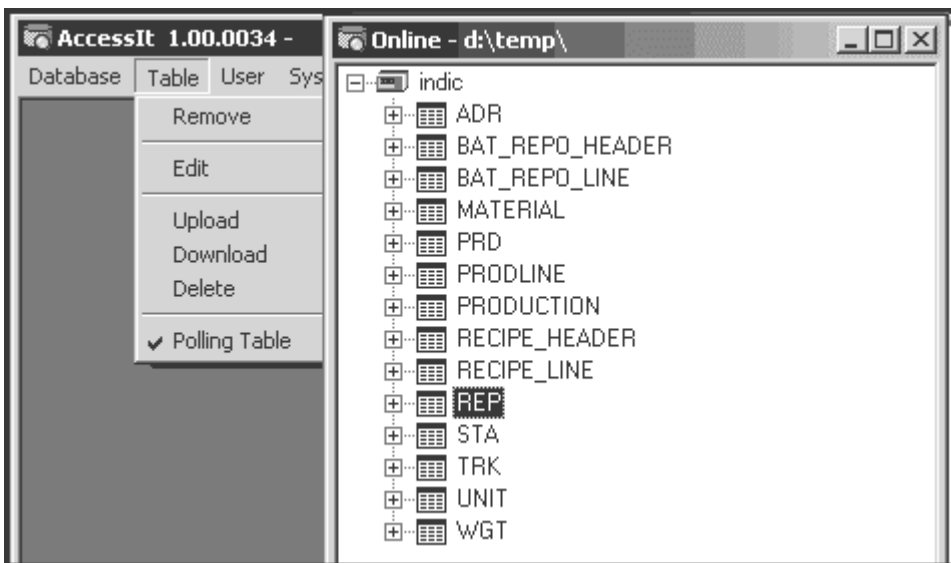 AccessIt 1.00.0034 -
Database Table User Sys
Remove
Edit
Upload
Download
Delete
Polling Table
Online - d:\temp\
indic
ADR
BAT_REPO_HEADER
BAT_REPO_LINE
MATERIAL
PRD
PRODLINE
PRODUCTION
RECIPE_HEADER
RECIPE_LINE
REP
STA
TRK
UNIT
WGT